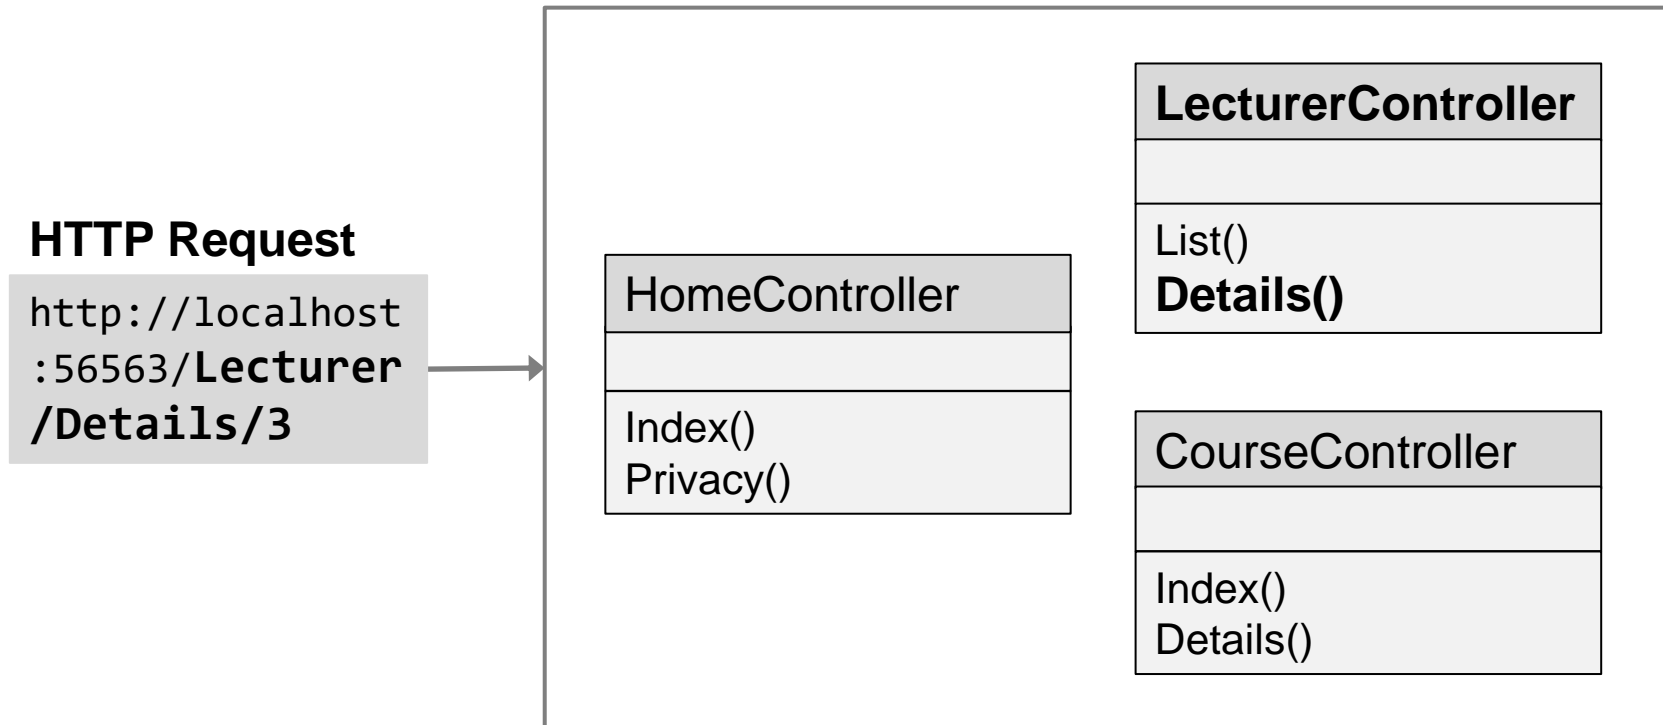 HTTP Request
http://localhost
:56563/Lecturer
/Details/3
HomeController
Index()
Privacy()
LecturerController
List()
Details()
CourseController
Index()
Details()